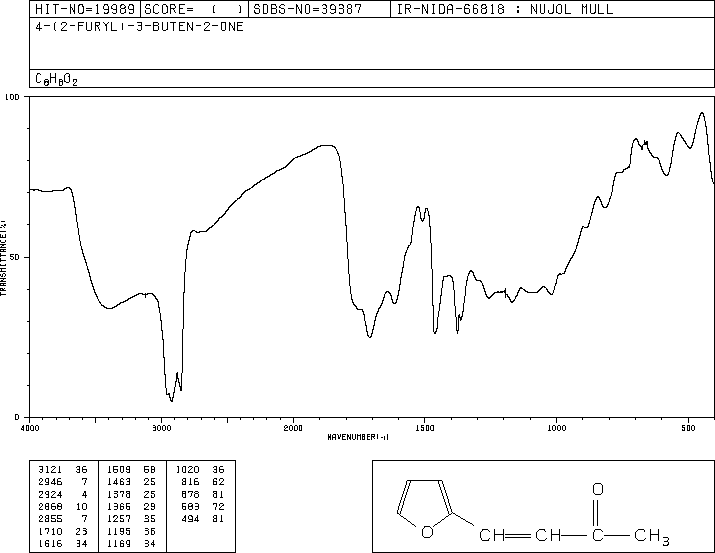 HIT-NO=19989 SCORE= ( ) SDBS-NO=39387 IR-NIDA-66818 : NUJOL MULL
4-(2-FURYL)-3-BUTEN-2-ONE
C8H8O2
100
50
0
TRANSMITTANCE(%)
4000 3000 2000 1500 1000 500
WAVENUMBER(-1)
3121 36 1509 58 1020 36
2946 7 1463 25 816 62
2924 4 1378 25 678 81
2868 10 1366 29 583 72
2855 7 1257 35 494 81
1710 23 1195 36
1616 34 1169 34
O
O CH CH C CH3